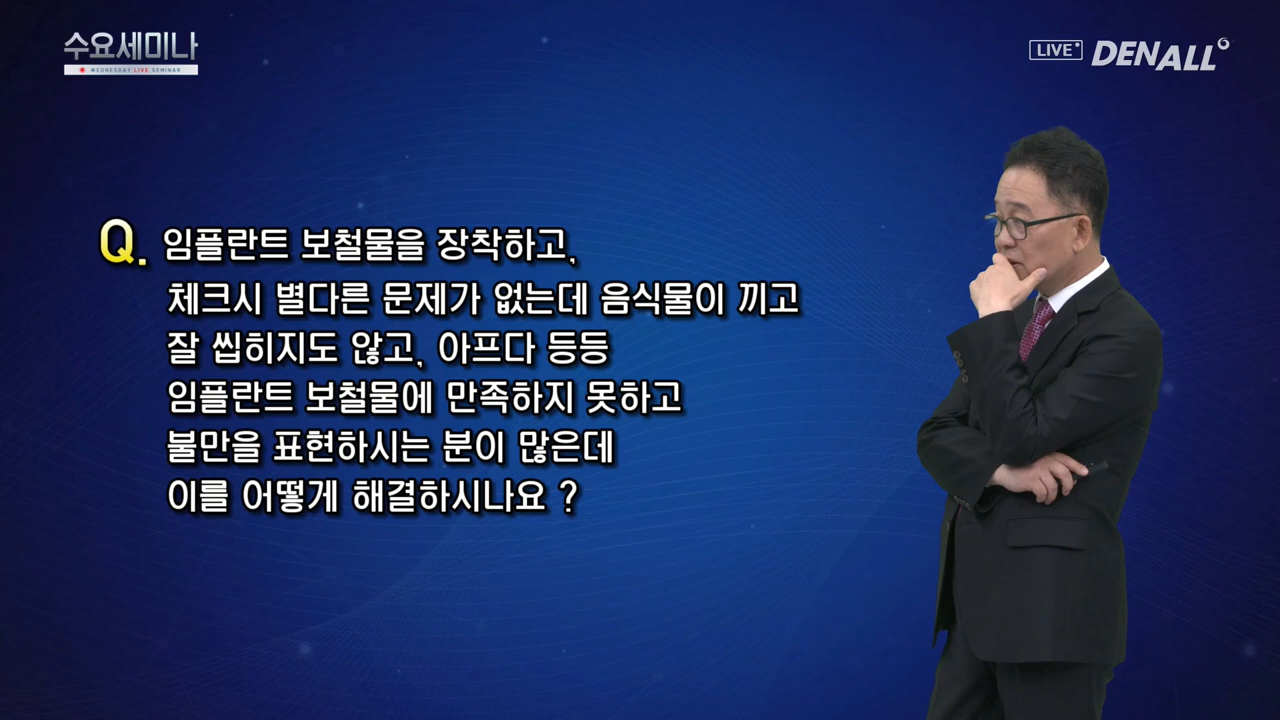 수요세미나
WEDNESDAY LIVE SEMINAR
LIVE DENALL
Q. 임플란트 보철물을 장착하고,
체크시 별다른 문제가 없는데 음식물이 끼고
잘 씹히지도 않고, 아프다 등등
임플란트 보철물에 만족하지 못하고
불만을 표현하시는 분이 많은데
이를 어떻게 해결하시나요 ?